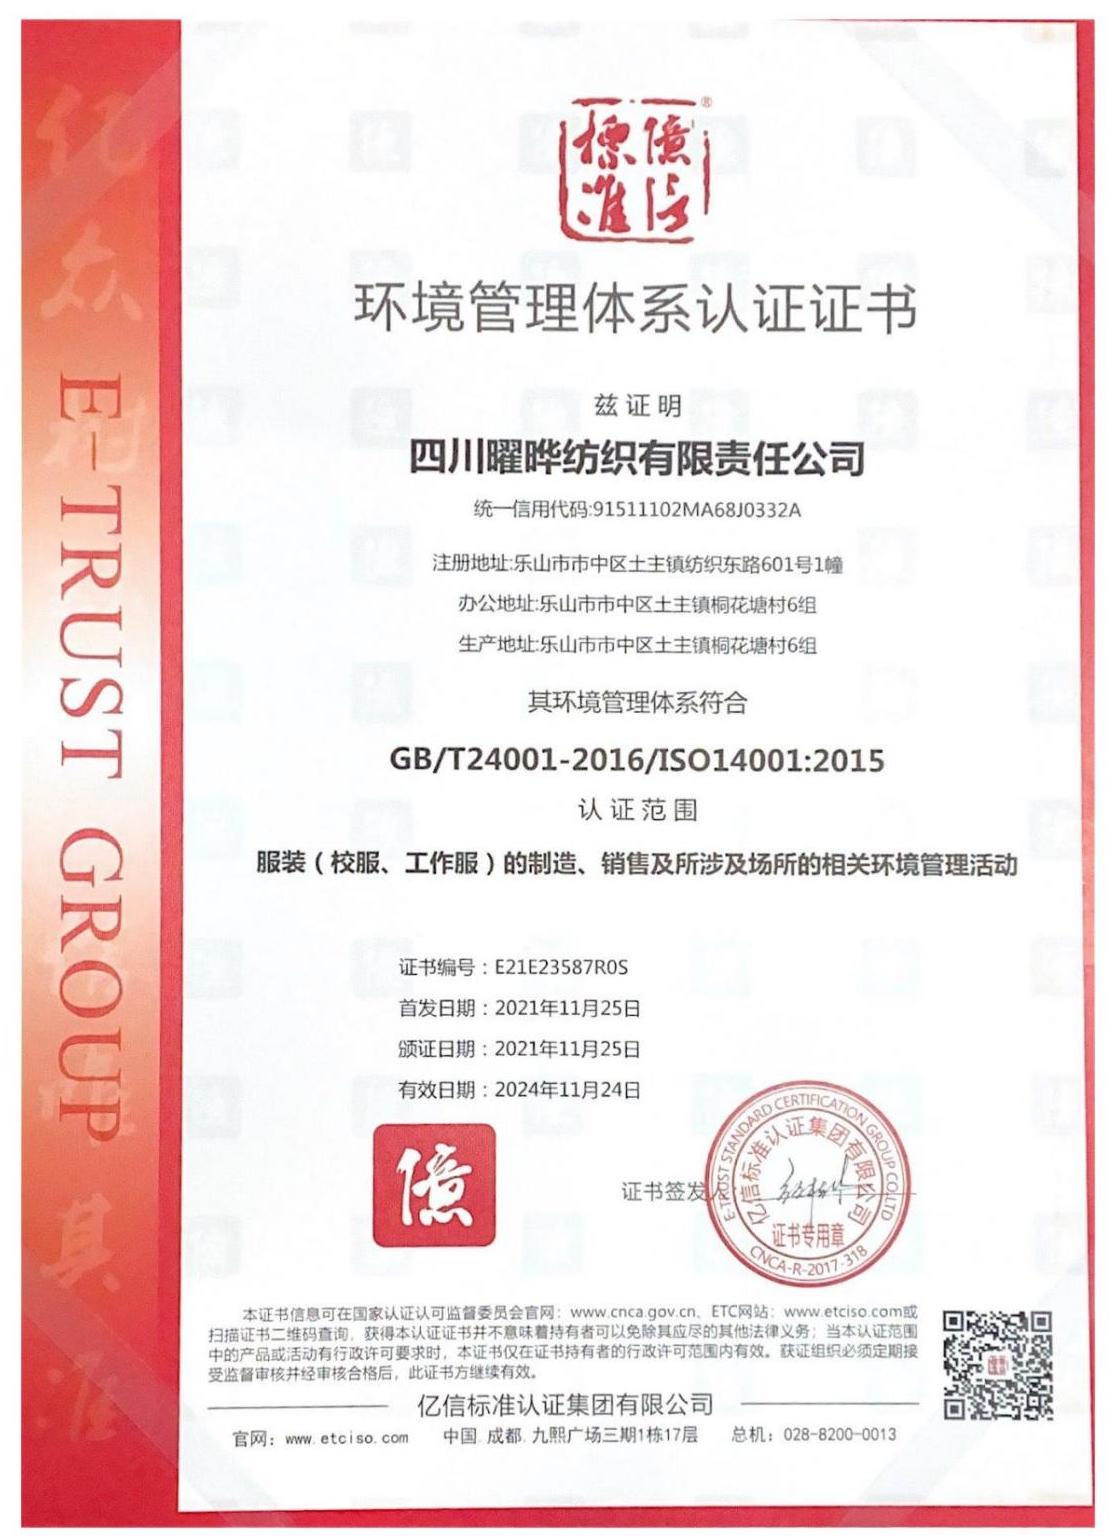 億信標準®
环境管理体系认证证书
兹证明
四川曜晔纺织有限责任公司
统一信用代码:91511102MA68J0332A
注册地址:乐山市市中区土主镇纺织东路601号1幢
办公地址:乐山市市中区土主镇桐花塘村6组
生产地址:乐山市市中区土主镇桐花塘村6组
其环境管理体系符合
GB/T24001-2016/ISO14001:2015
认证范围
服装（校服、工作服）的制造、销售及所涉及场所的相关环境管理活动
证书编号：E21E23587R0S
首发日期：2021年11月25日
颁证日期：2021年11月25日
有效日期：2024年11月24日
億
证书签发人
E-TRUST STANDARD CERTIFICATION GROUP CO.LTD
亿信标准认证集团有限公司
证书专用章
CNCA-R-2017-318
本证书信息可在国家认证认可监督委员会官网：www.cnca.gov.cn、ETC网站：www.etciso.com或
扫描证书二维码查询，获得本认证证书并不意味着持有者可以免除其应尽的其他法律义务；当本认证范围
中的产品或活动有行政许可要求时，本证书仅在证书持有者的行政许可范围内有效。获证组织必须定期接
受监督审核并经审核合格后，此证书方继续有效。
亿信标准认证集团有限公司
官网：www.etciso.com 中国.成都.九熙广场三期1栋17层 总机：028-8200-0013
E-TRUST GROUP